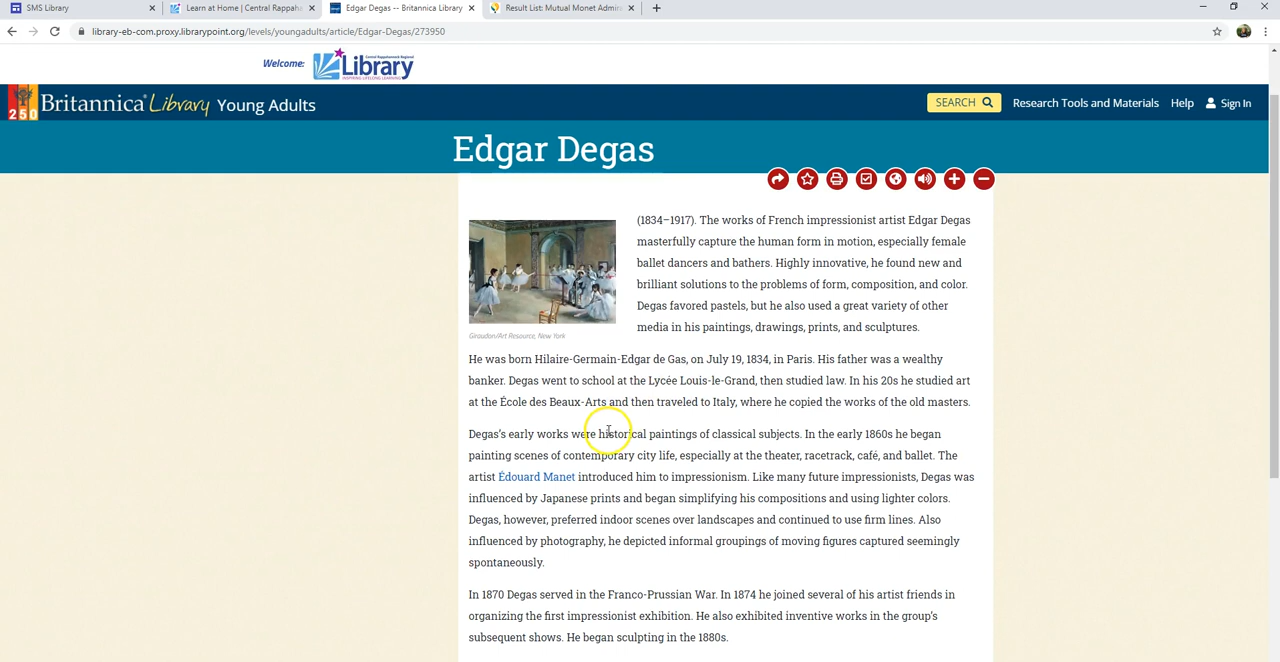 SMS Library
Learn at Home | Central Rappaha
Edgar Degas -- Britannica Library
Result List: Mutual Monet Admir
library-eb-com.proxy.librarypoint.org/levels/youngadults/article/Edgar-Degas/273950
Welcome:
Central Rappahannock Regional
Library
INSPIRING LIFELONG LEARNING
250
Britannica Library Young Adults
SEARCH
Research Tools and Materials
Help
Sign In
Edgar Degas
(1834–1917). The works of French impressionist artist Edgar Degas
masterfully capture the human form in motion, especially female
ballet dancers and bathers. Highly innovative, he found new and
brilliant solutions to the problems of form, composition, and color.
Degas favored pastels, but he also used a great variety of other
media in his paintings, drawings, prints, and sculptures.
Giraudon/Art Resource, New York
He was born Hilaire-Germain-Edgar de Gas, on July 19, 1834, in Paris. His father was a wealthy
banker. Degas went to school at the Lycée Louis-le-Grand, then studied law. In his 20s he studied art
at the École des Beaux-Arts and then traveled to Italy, where he copied the works of the old masters.
Degas's early works were historical paintings of classical subjects. In the early 1860s he began
painting scenes of contemporary city life, especially at the theater, racetrack, café, and ballet. The
artist Édouard Manet introduced him to impressionism. Like many future impressionists, Degas was
influenced by Japanese prints and began simplifying his compositions and using lighter colors.
Degas, however, preferred indoor scenes over landscapes and continued to use firm lines. Also
influenced by photography, he depicted informal groupings of moving figures captured seemingly
spontaneously.
In 1870 Degas served in the Franco-Prussian War. In 1874 he joined several of his artist friends in
organizing the first impressionist exhibition. He also exhibited inventive works in the group's
subsequent shows. He began sculpting in the 1880s.